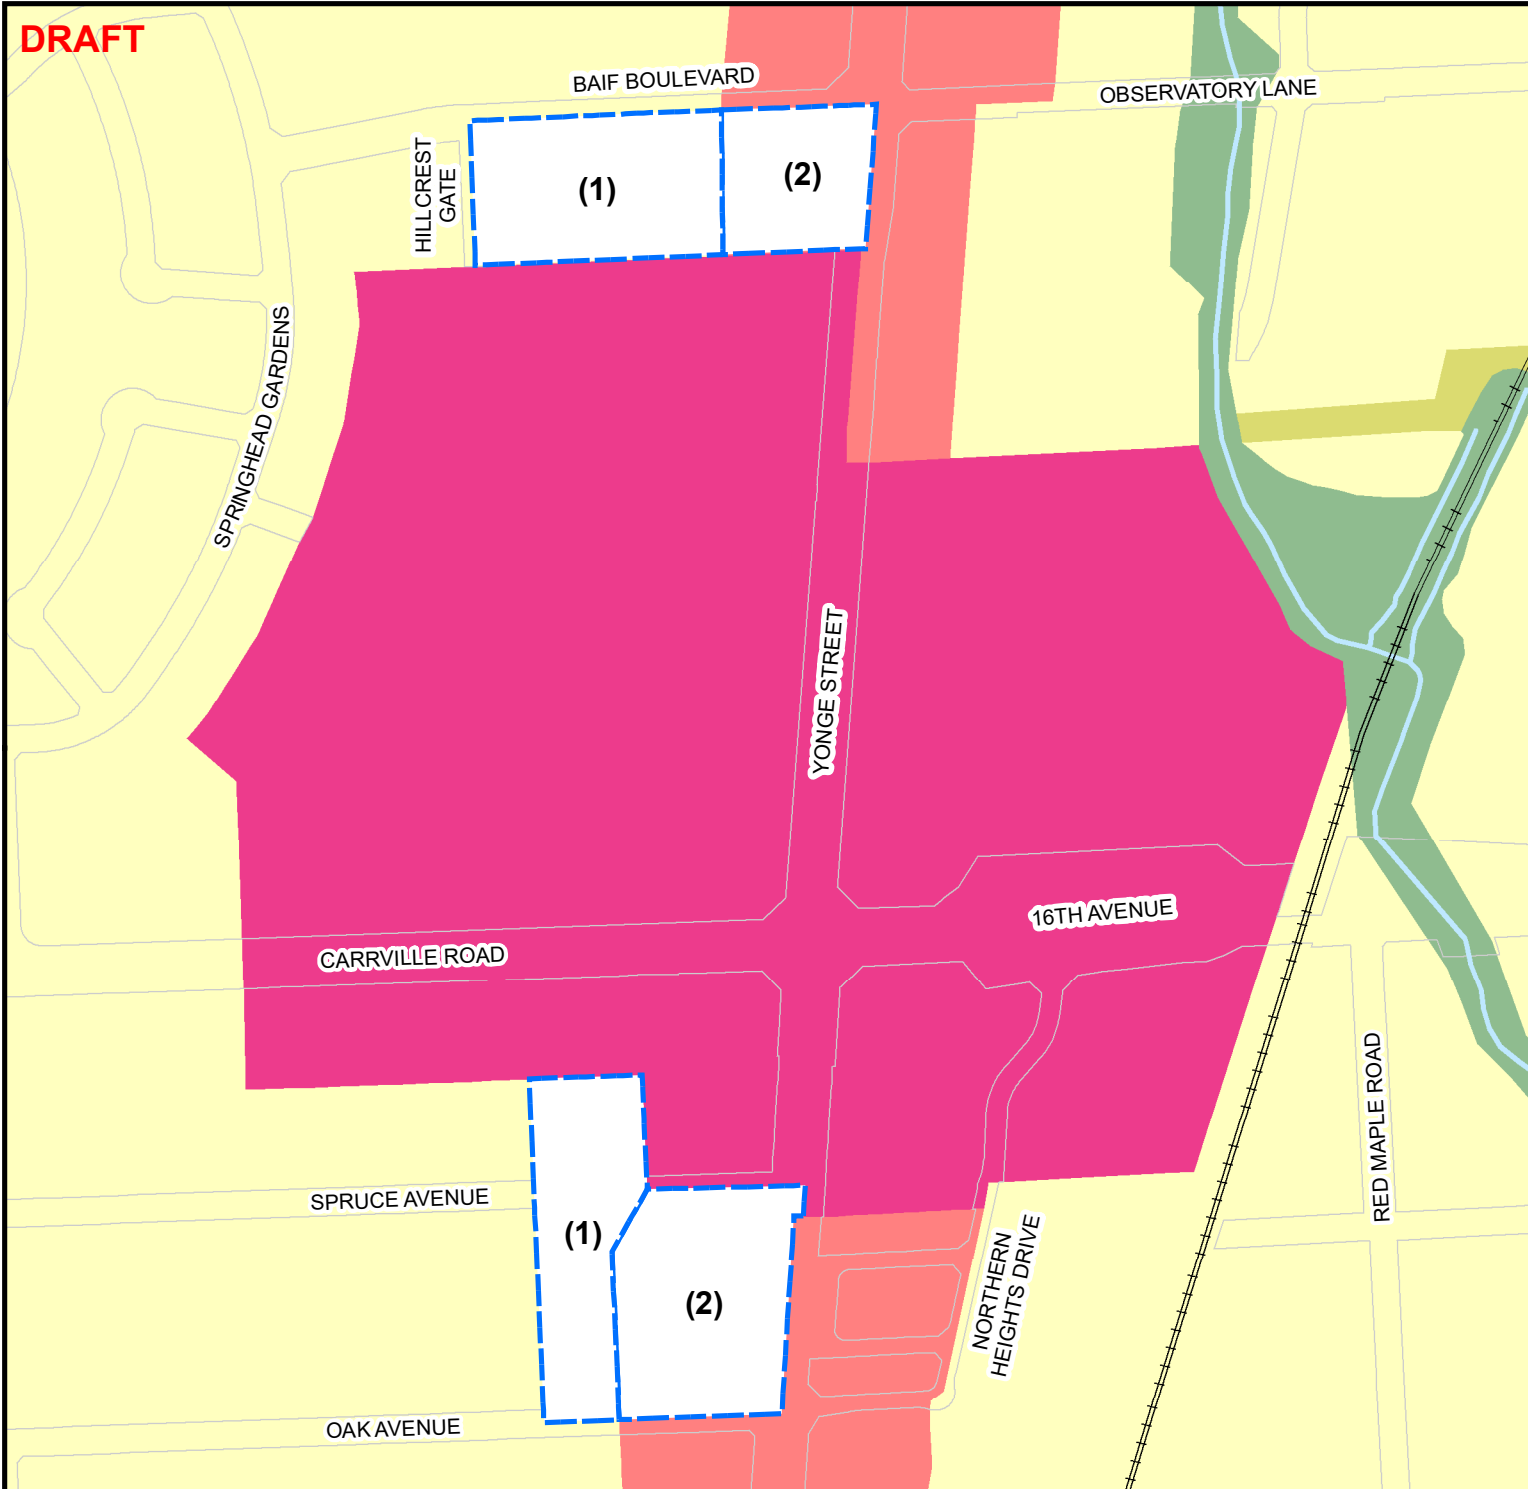 DRAFT
BAIF BOULEVARD
OBSERVATORY LANE
HILLCREST
GATE
(1)
(2)
SPRINGHEAD GARDENS
YONGE STREET
16TH AVENUE
CARRVILLE ROAD
RED MAPLE ROAD
SPRUCE AVENUE
(1)
(2)
NORTHERN
HEIGHTS DRIVE
OAK AVENUE